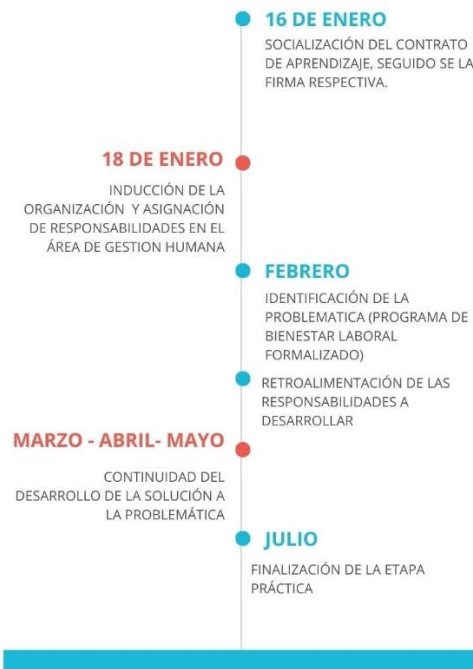 16 DE ENERO
SOCIALIZACIÓN DEL CONTRATO
DE APRENDIZAJE, SEGUIDO SE LA
FIRMA RESPECTIVA.
18 DE ENERO
INDUCCIÓN DE LA
ORGANIZACIÓN Y ASIGNACIÓN
DE RESPONSABILIDADES EN EL
ÁREA DE GESTION HUMANA
FEBRERO
IDENTIFICACIÓN DE LA
PROBLEMATICA (PROGRAMA DE
BIENESTAR LABORAL
FORMALIZADO)
RETROALIMENTACIÓN DE LAS
RESPONSABILIDADES A
DESARROLLAR
MARZO - ABRIL- MAYO
CONTINUIDAD DEL
DESARROLLO DE LA SOLUCIÓN A
LA PROBLEMÁTICA
JULIO
FINALIZACIÓN DE LA ETAPA
PRÁCTICA